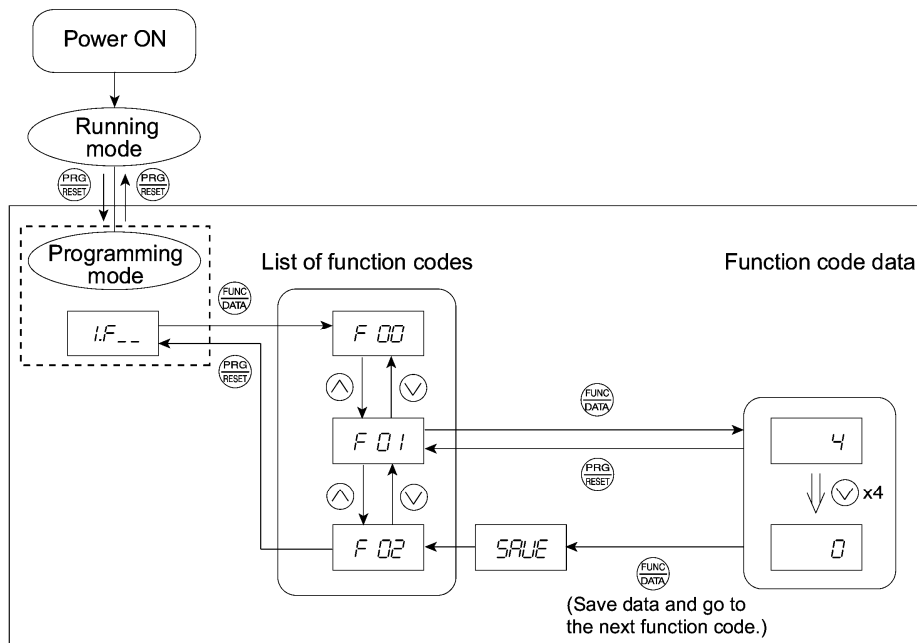 Power ON
Running
mode
PRG
RESET
PRG
RESET
Programming
mode
List of function codes
Function code data
FUNC
DATA
1.F_ _
F 00
PRG
RESET
FUNC
DATA
F 01
4
PRG
RESET
x4
F 02
SAVE
0
FUNC
DATA
(Save data and go to
the next function code.)